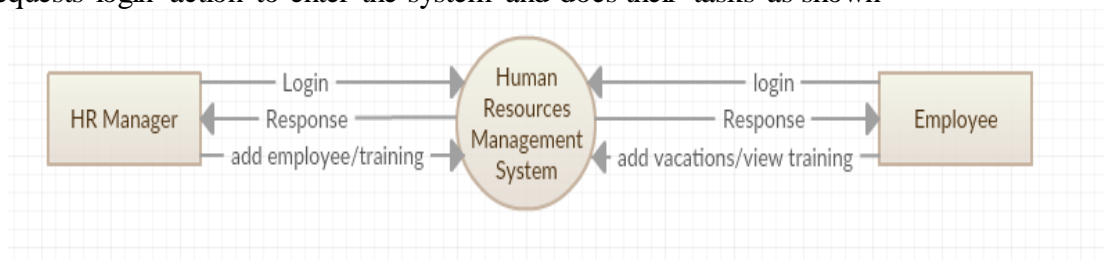 requests login action to enter the system and does their tasks as shown
HR Manager
Login
Response
add employee/training
Human
Resources
Management
System
login
Response
add vacations/view training
Employee